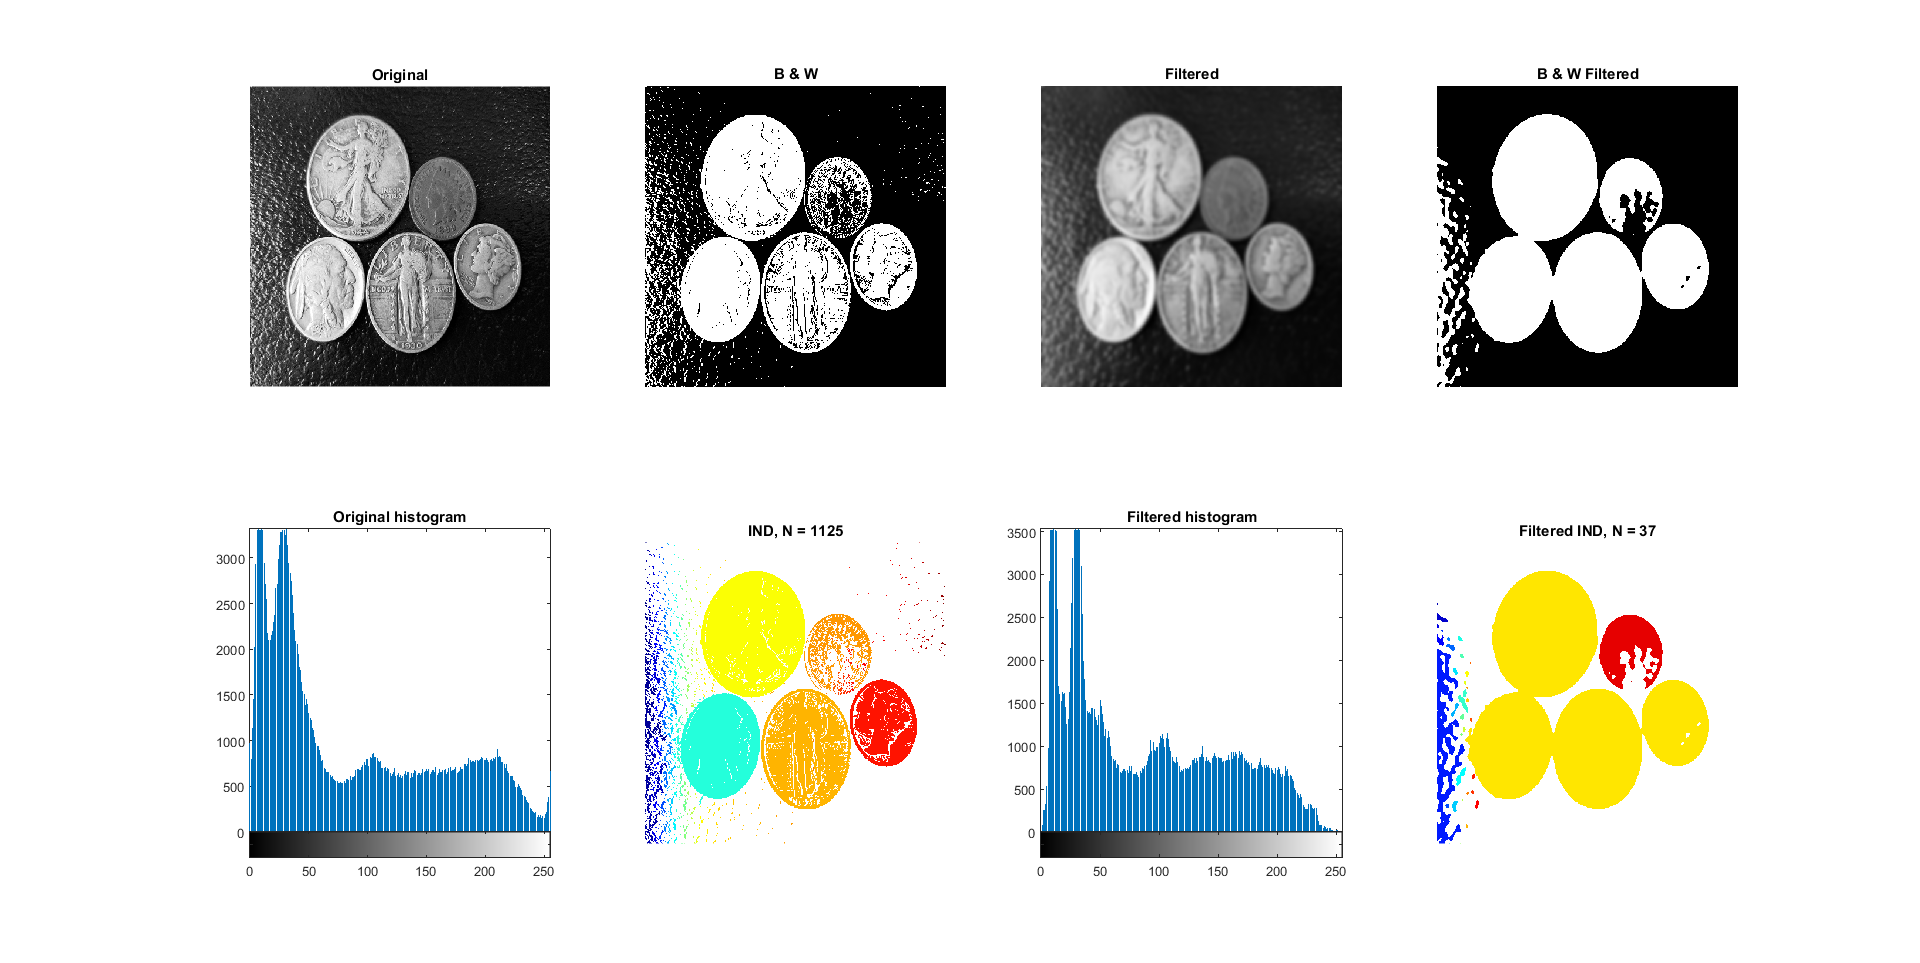 Original
B & W
Filtered
B & W Filtered
Original histogram
3000
2500
2000
1500
1000
500
0
0 50 100 150 200 250
IND, N = 1125
Filtered histogram
3500
3000
2500
2000
1500
1000
500
0
0 50 100 150 200 250
Filtered IND, N = 37